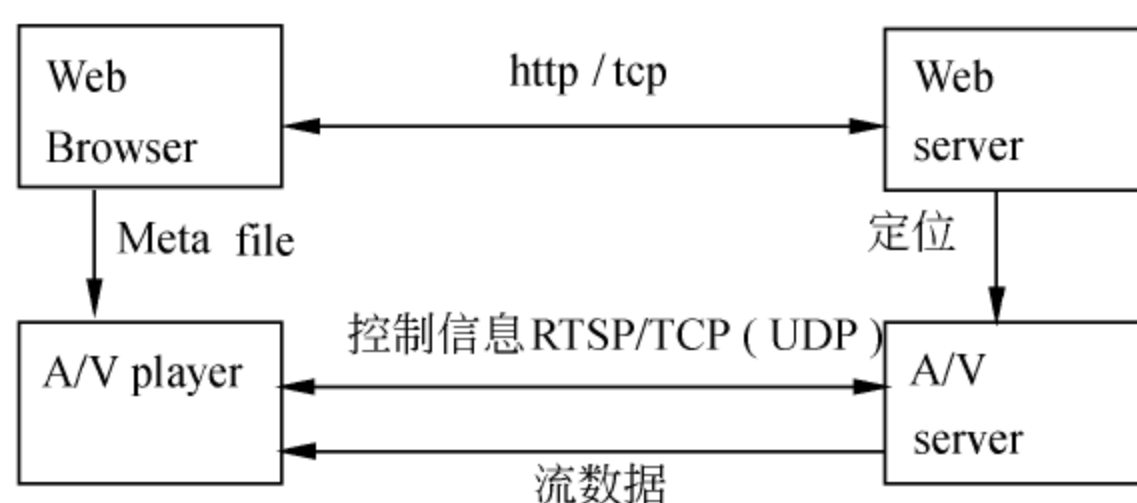 Web
Browser
http / tcp
Web
server
Meta file
定位
控制信息RTSP/TCP ( UDP )
A/V player
A/V
server
流数据